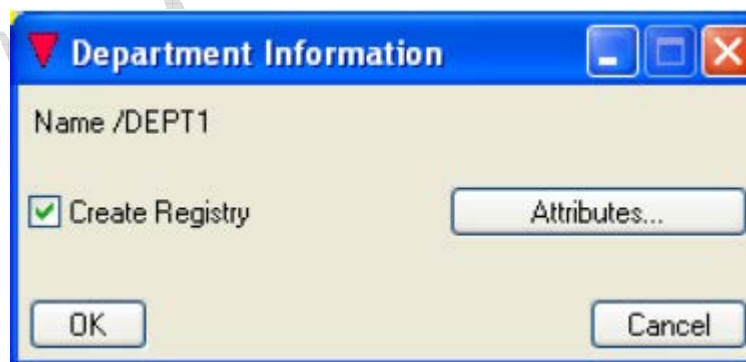 Department Information
Name /DEPT1
Create Registry
Attributes...
OK
Cancel